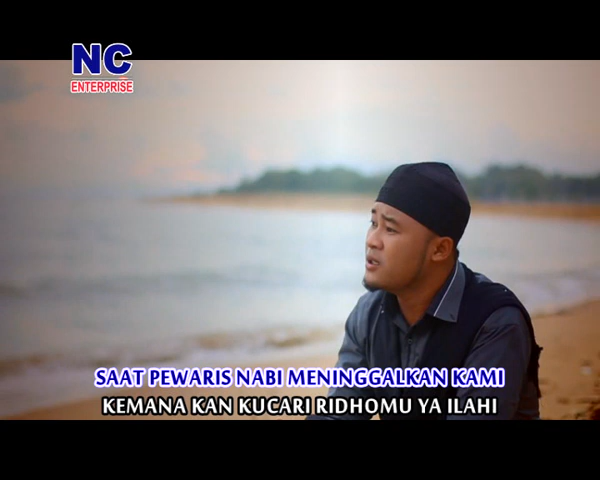 NC
ENTERPRISE
SAAT PEWARIS NABI MENINGGALKAN KAMI
KEMANA KAN KUCARI RIDHOMU YA ILAHI